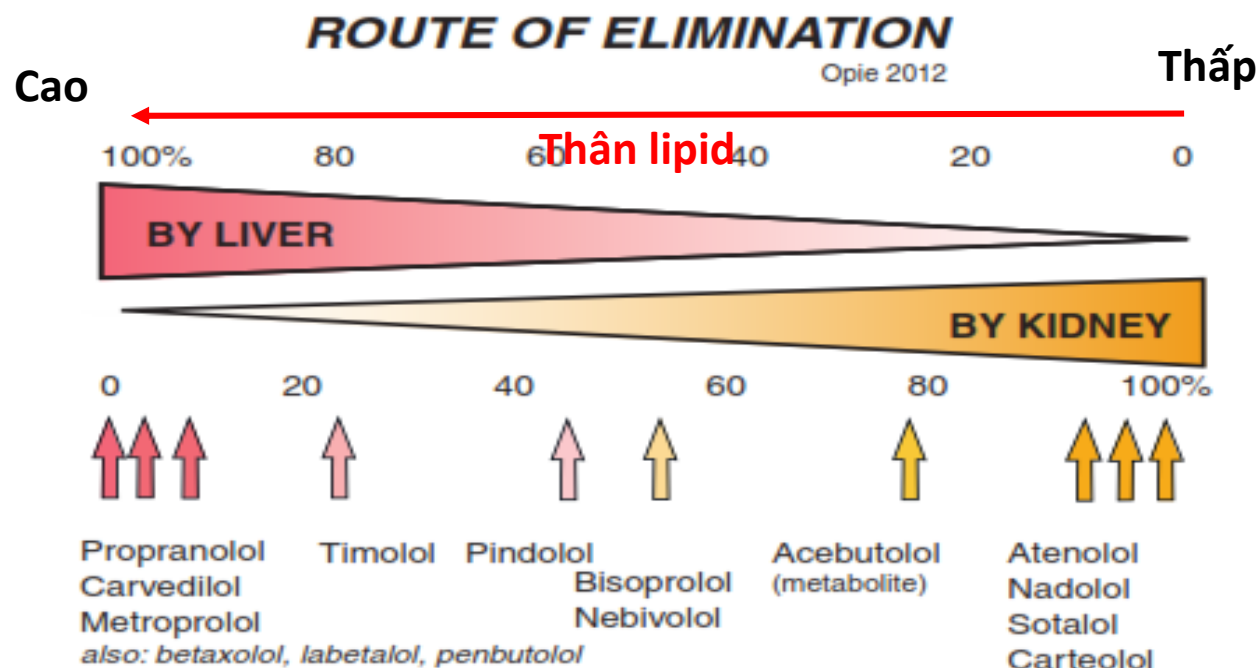 ROUTE OF ELIMINATION
Opie 2012
Cao
Thấp
Thân lipid
100% 80 60 40 20 0
BY LIVER
BY KIDNEY
0 20 40 60 80 100%
Propranolol Timolol Pindolol Acebutolol Atenolol
Carvedilol Bisoprolol (metabolite) Nadolol
Metroprolol Nebivolol Sotalol
also: betaxolol, labetalol, penbutolol Carteolol